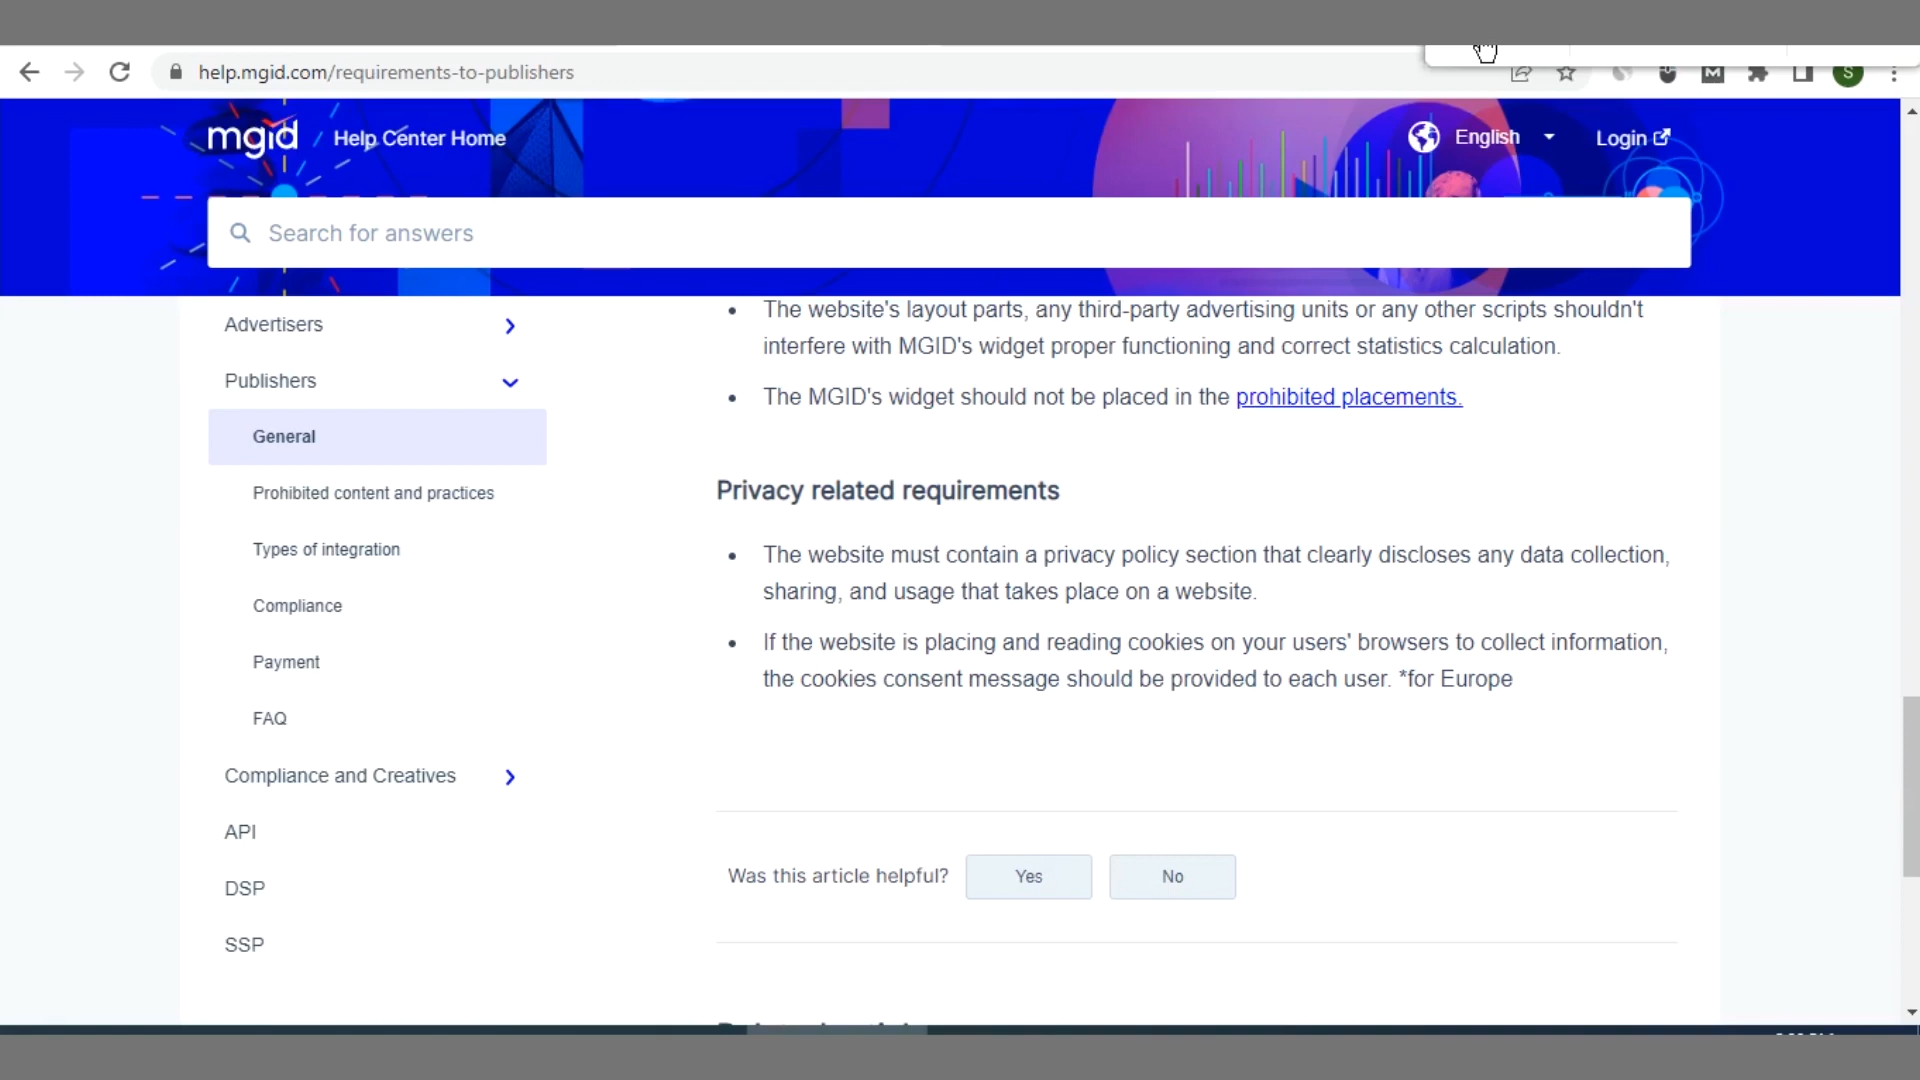 help.mgid.com/requirements-to-publishers
M
S
mgid / Help Center Home
English
Login
Search for answers
Advertisers
Publishers
General
Prohibited content and practices
Types of integration
Compliance
Payment
FAQ
Compliance and Creatives
API
DSP
SSP
The website's layout parts, any third-party advertising units or any other scripts shouldn't
interfere with MGID's widget proper functioning and correct statistics calculation.
The MGID's widget should not be placed in the prohibited placements.
Privacy related requirements
The website must contain a privacy policy section that clearly discloses any data collection,
sharing, and usage that takes place on a website.
If the website is placing and reading cookies on your users' browsers to collect information,
the cookies consent message should be provided to each user. *for Europe
Was this article helpful?
Yes
No